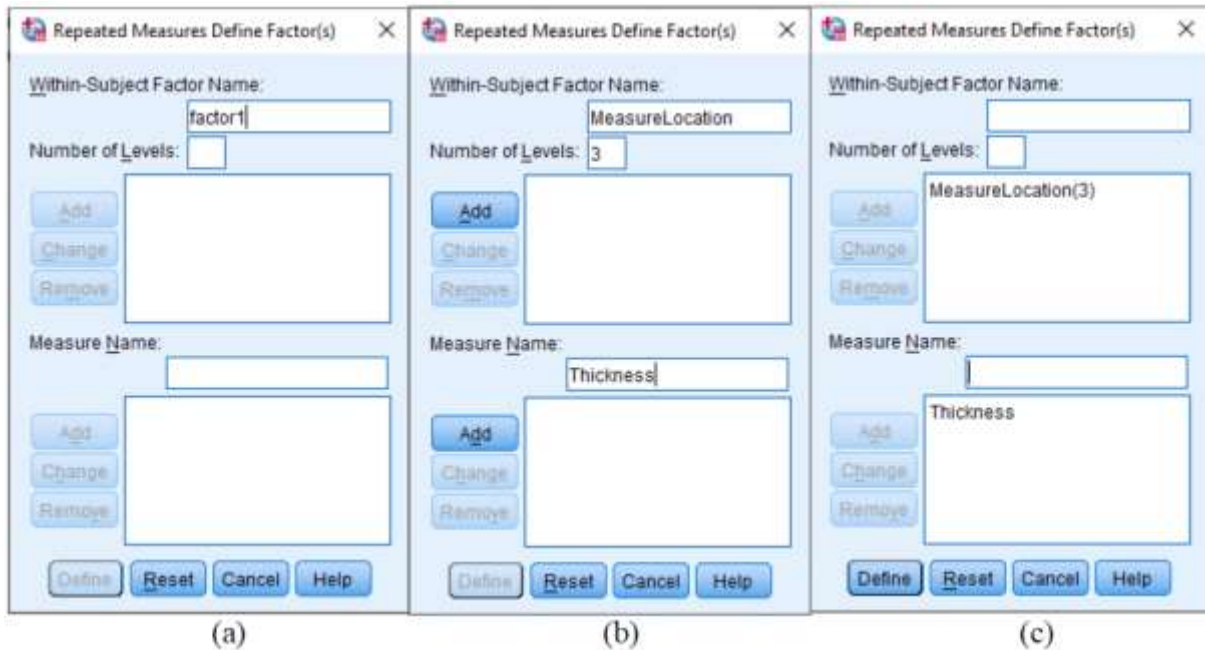 Repeated Measures Define Factor(s)
Within-Subject Factor Name:
factor1
Number of Levels:
Add
Change
Remove
Measure Name:
Add
Change
Remove
Define Reset Cancel Help
(a)
Repeated Measures Define Factor(s)
Within-Subject Factor Name:
MeasureLocation
Number of Levels: 3
Add
Change
Remove
Measure Name:
Thickness
Add
Change
Remove
Define Reset Cancel Help
(b)
Repeated Measures Define Factor(s)
Within-Subject Factor Name:
Number of Levels:
MeasureLocation(3)
Add
Change
Remove
Measure Name:
Thickness
Add
Change
Remove
Define Reset Cancel Help
(c)